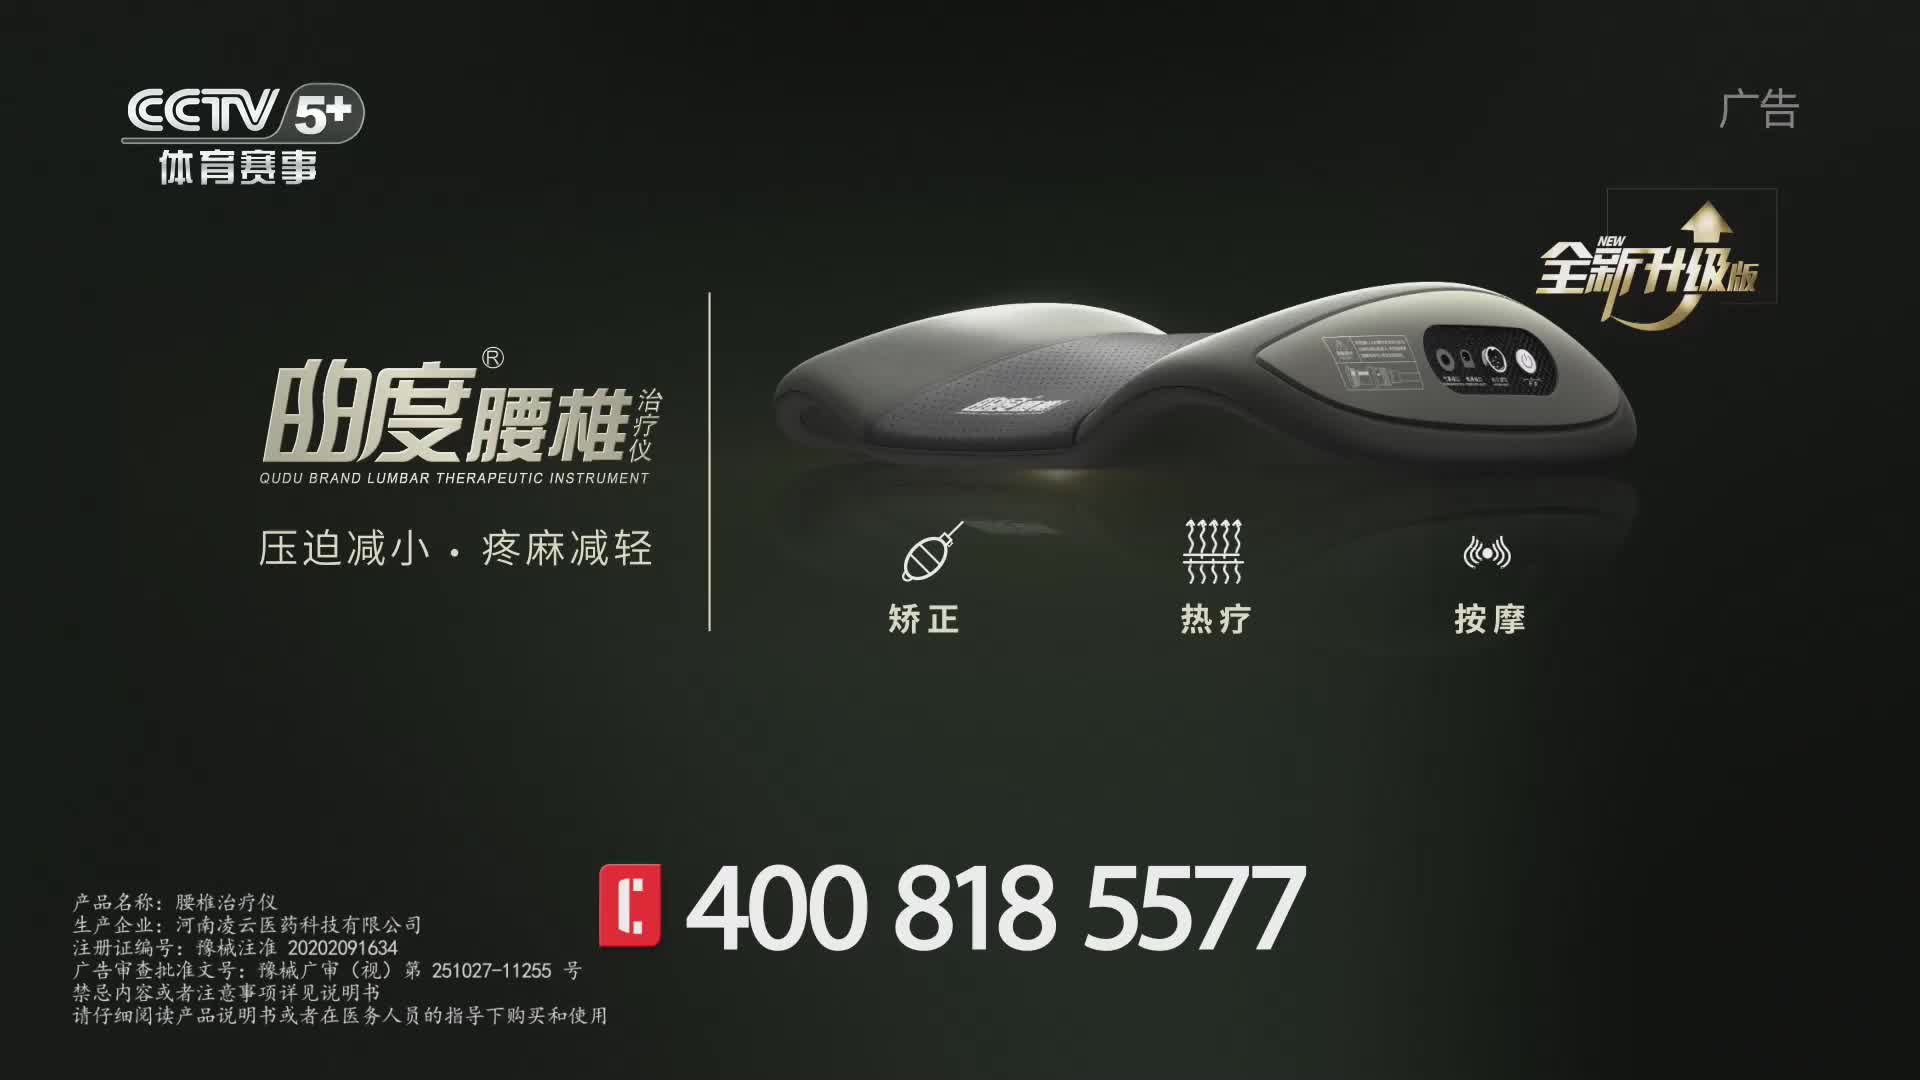 CCTV 5+
体育赛事
广告
NEW
全新升级版
曲度®腰椎治疗仪
QUDU BRAND LUMBAR THERAPEUTIC INSTRUMENT
压迫减小·疼麻减轻
曲度腰椎
矫正
热疗
按摩
400 818 5577
产品名称：腰椎治疗仪
生产企业：河南凌云医药科技有限公司
注册证编号：豫械注准 20202091634
广告审查批准文号：豫械广审（视）第 251027-11255 号
禁忌内容或者注意事项详见说明书
请仔细阅读产品说明书或者在医务人员的指导下购买和使用